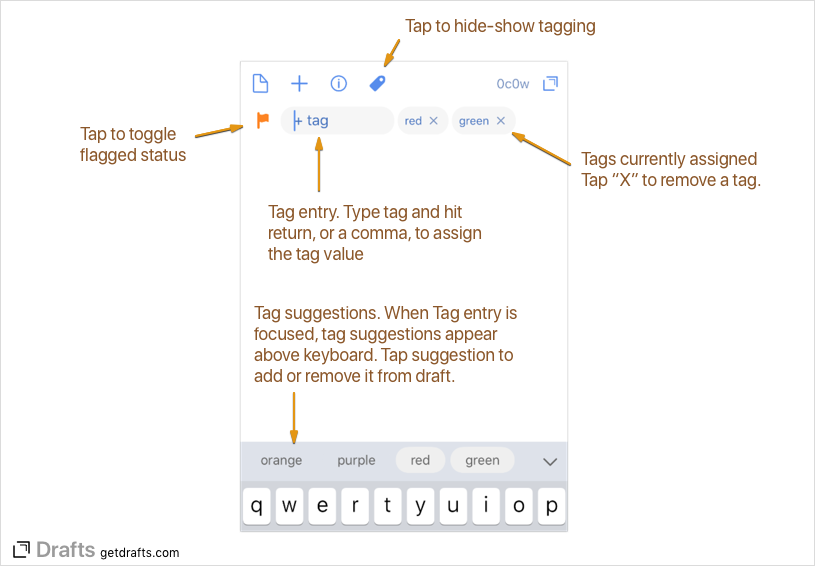 Tap to hide-show tagging
0c0w
+ tag
red ✕
green ✕
Tap to toggle
flagged status
Tags currently assigned
Tap “X” to remove a tag.
Tag entry. Type tag and hit
return, or a comma, to assign
the tag value
Tag suggestions. When Tag entry is
focused, tag suggestions appear
above keyboard. Tap suggestion to
add or remove it from draft.
orange purple red green
q w e r t y u i o p
Drafts getdrafts.com